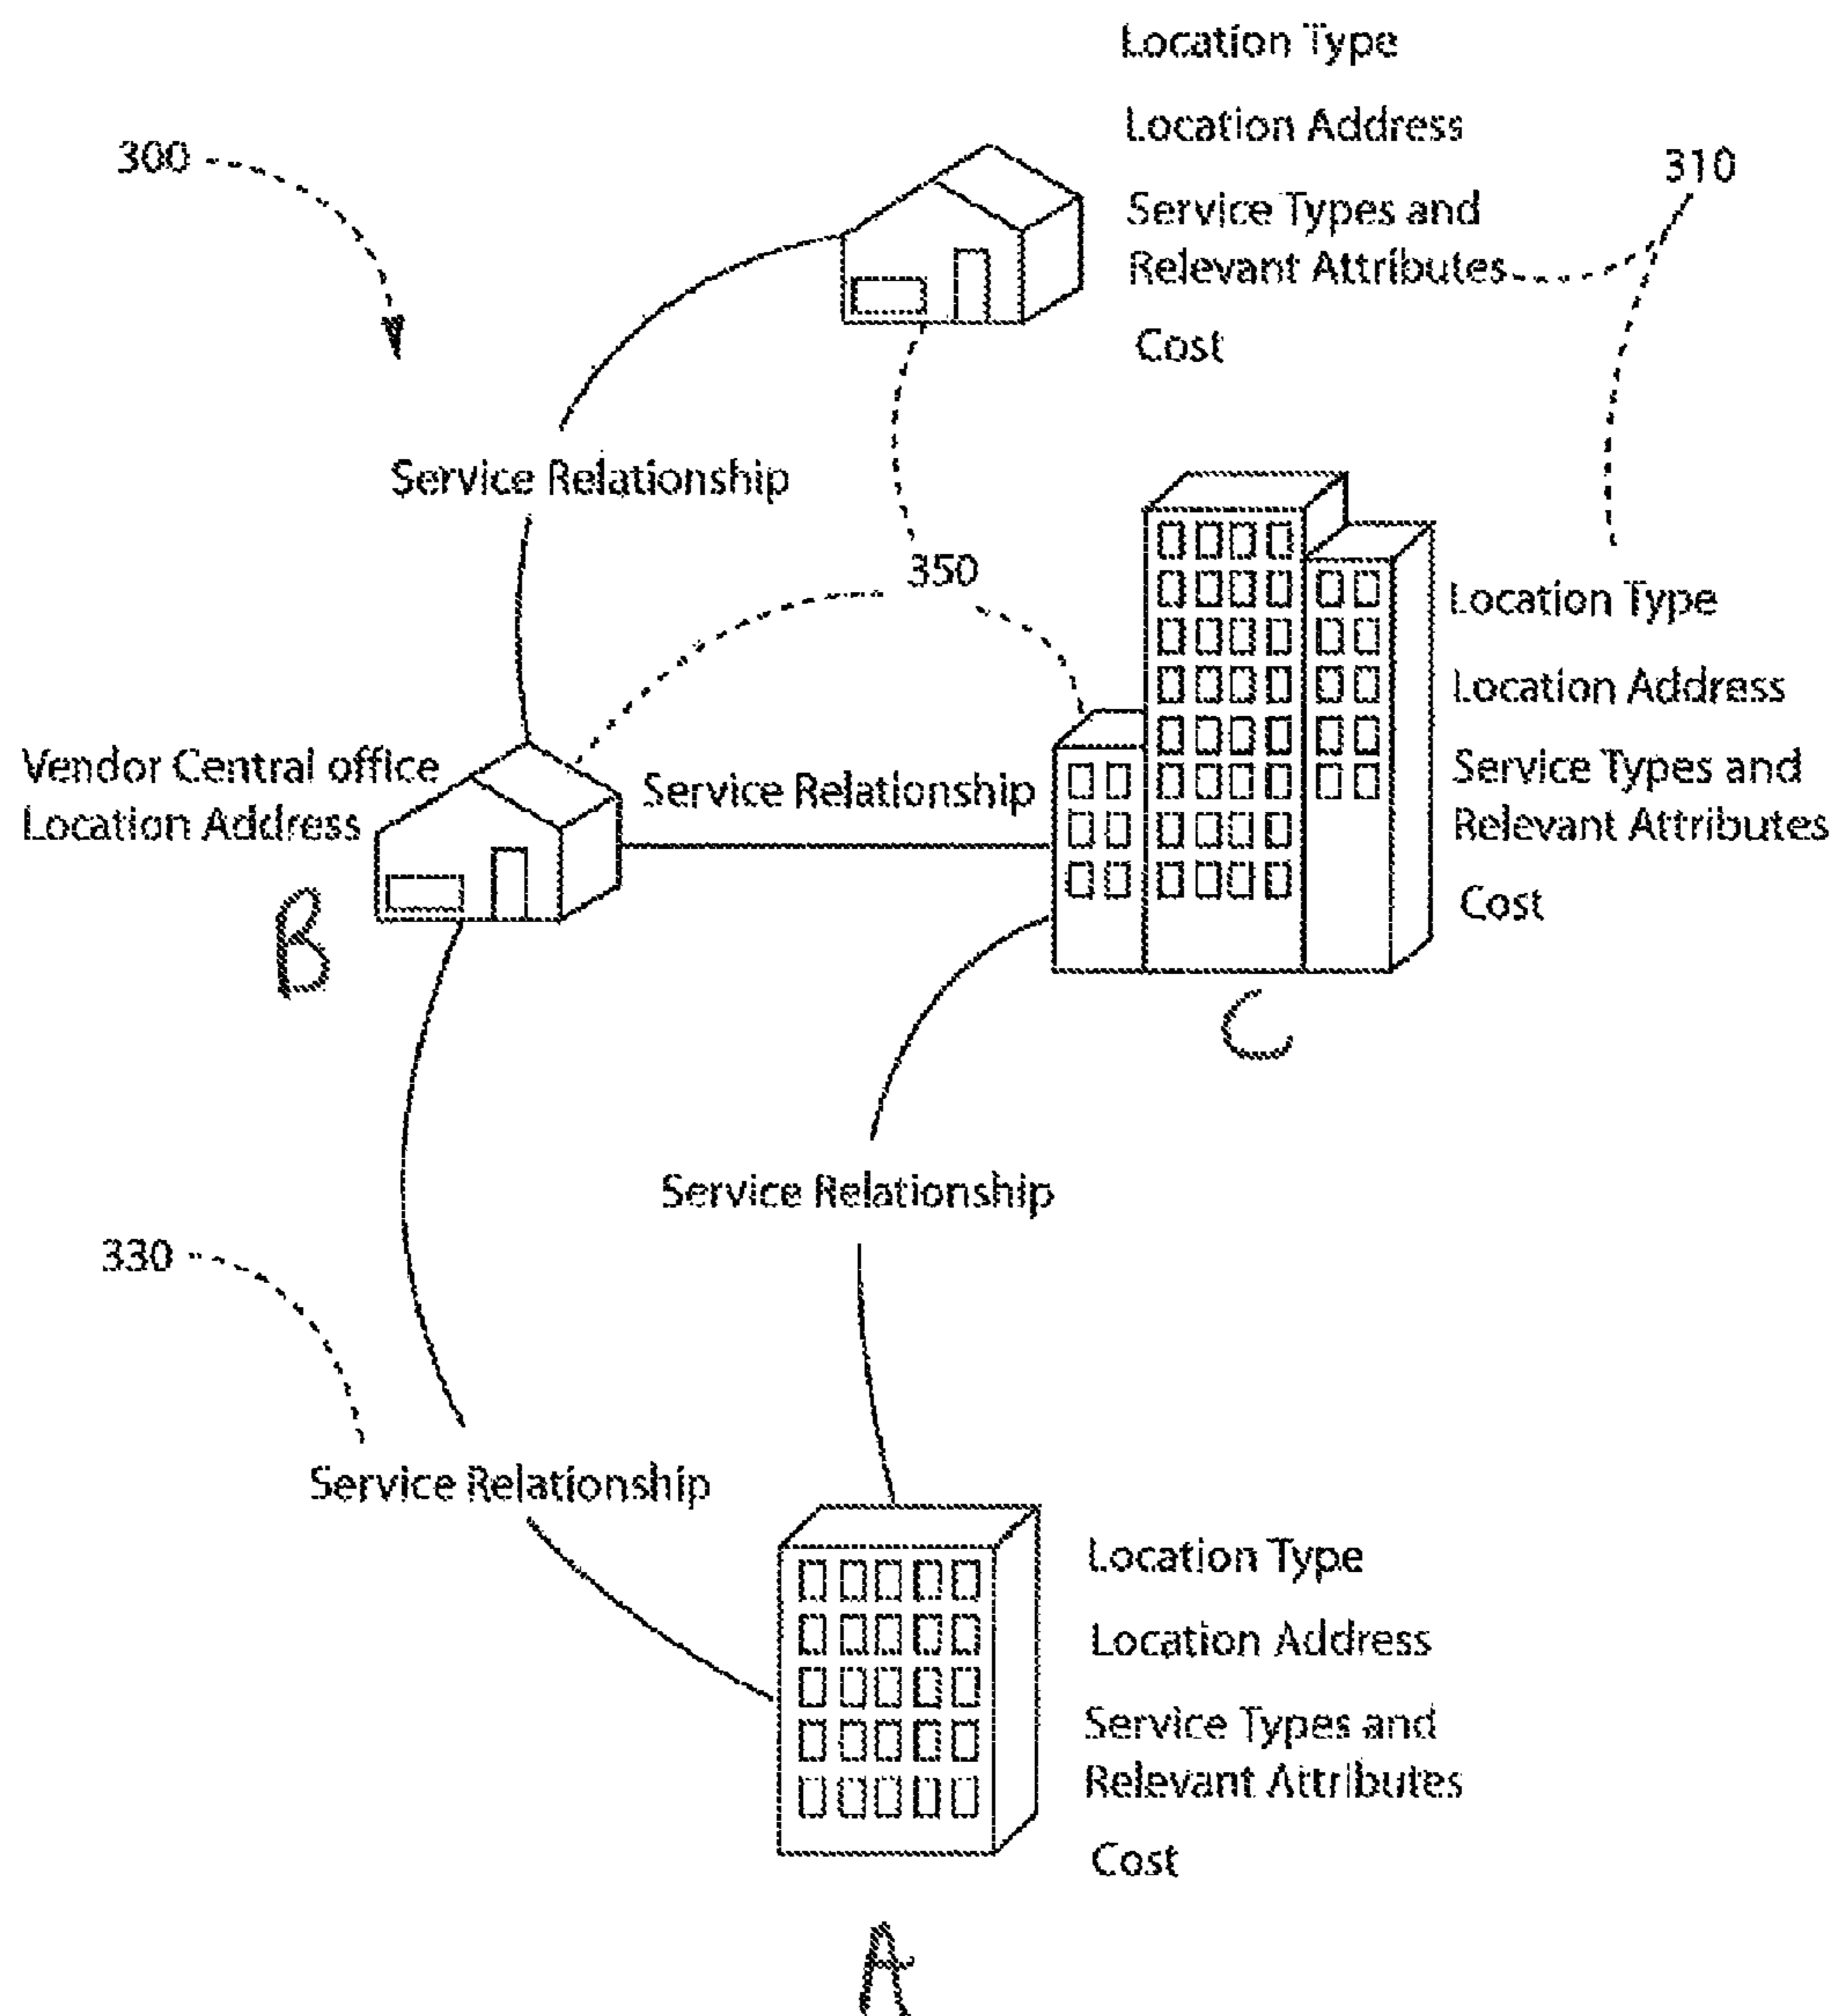 Location Type
Location Address
300
310
Service Types and
Relevant Attributes
Cost
Service Relationship
350
Location Type
Location Address
Vendor Central office
Location Address
Service Relationship
Service Types and
Relevant Attributes
Cost
B
C
Service Relationship
330
Service Relationship
Location Type
Location Address
Service Types and
Relevant Attributes
Cost
A